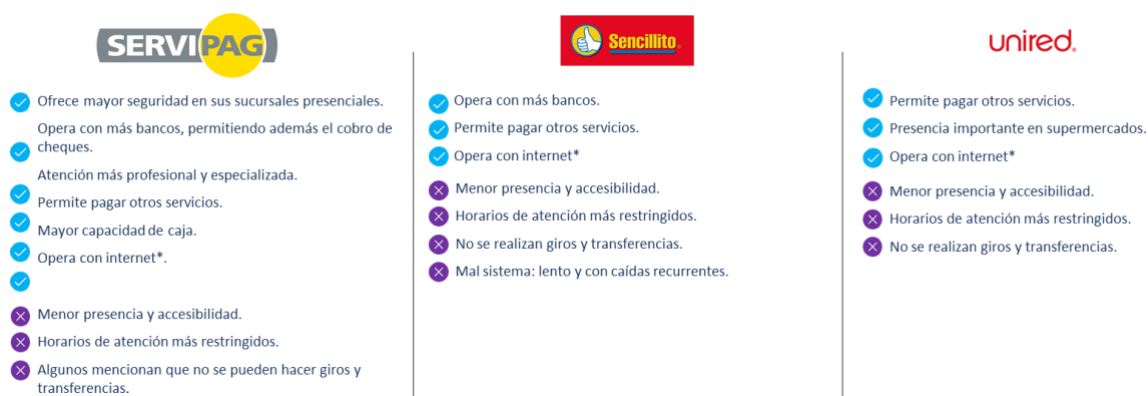 SERVIPAG
Ofrece mayor seguridad en sus sucursales presenciales.
Opera con más bancos, permitiendo además el cobro de
cheques.
Atención más profesional y especializada.
Permite pagar otros servicios.
Mayor capacidad de caja.
Opera con internet*.
Menor presencia y accesibilidad.
Horarios de atención más restringidos.
Algunos mencionan que no se pueden hacer giros y
transferencias.
Sencillito
Opera con más bancos.
Permite pagar otros servicios.
Opera con internet*
Menor presencia y accesibilidad.
Horarios de atención más restringidos.
No se realizan giros y transferencias.
Mal sistema: lento y con caídas recurrentes.
unired.
Permite pagar otros servicios.
Presencia importante en supermercados.
Opera con internet*
Menor presencia y accesibilidad.
Horarios de atención más restringidos.
No se realizan giros y transferencias.